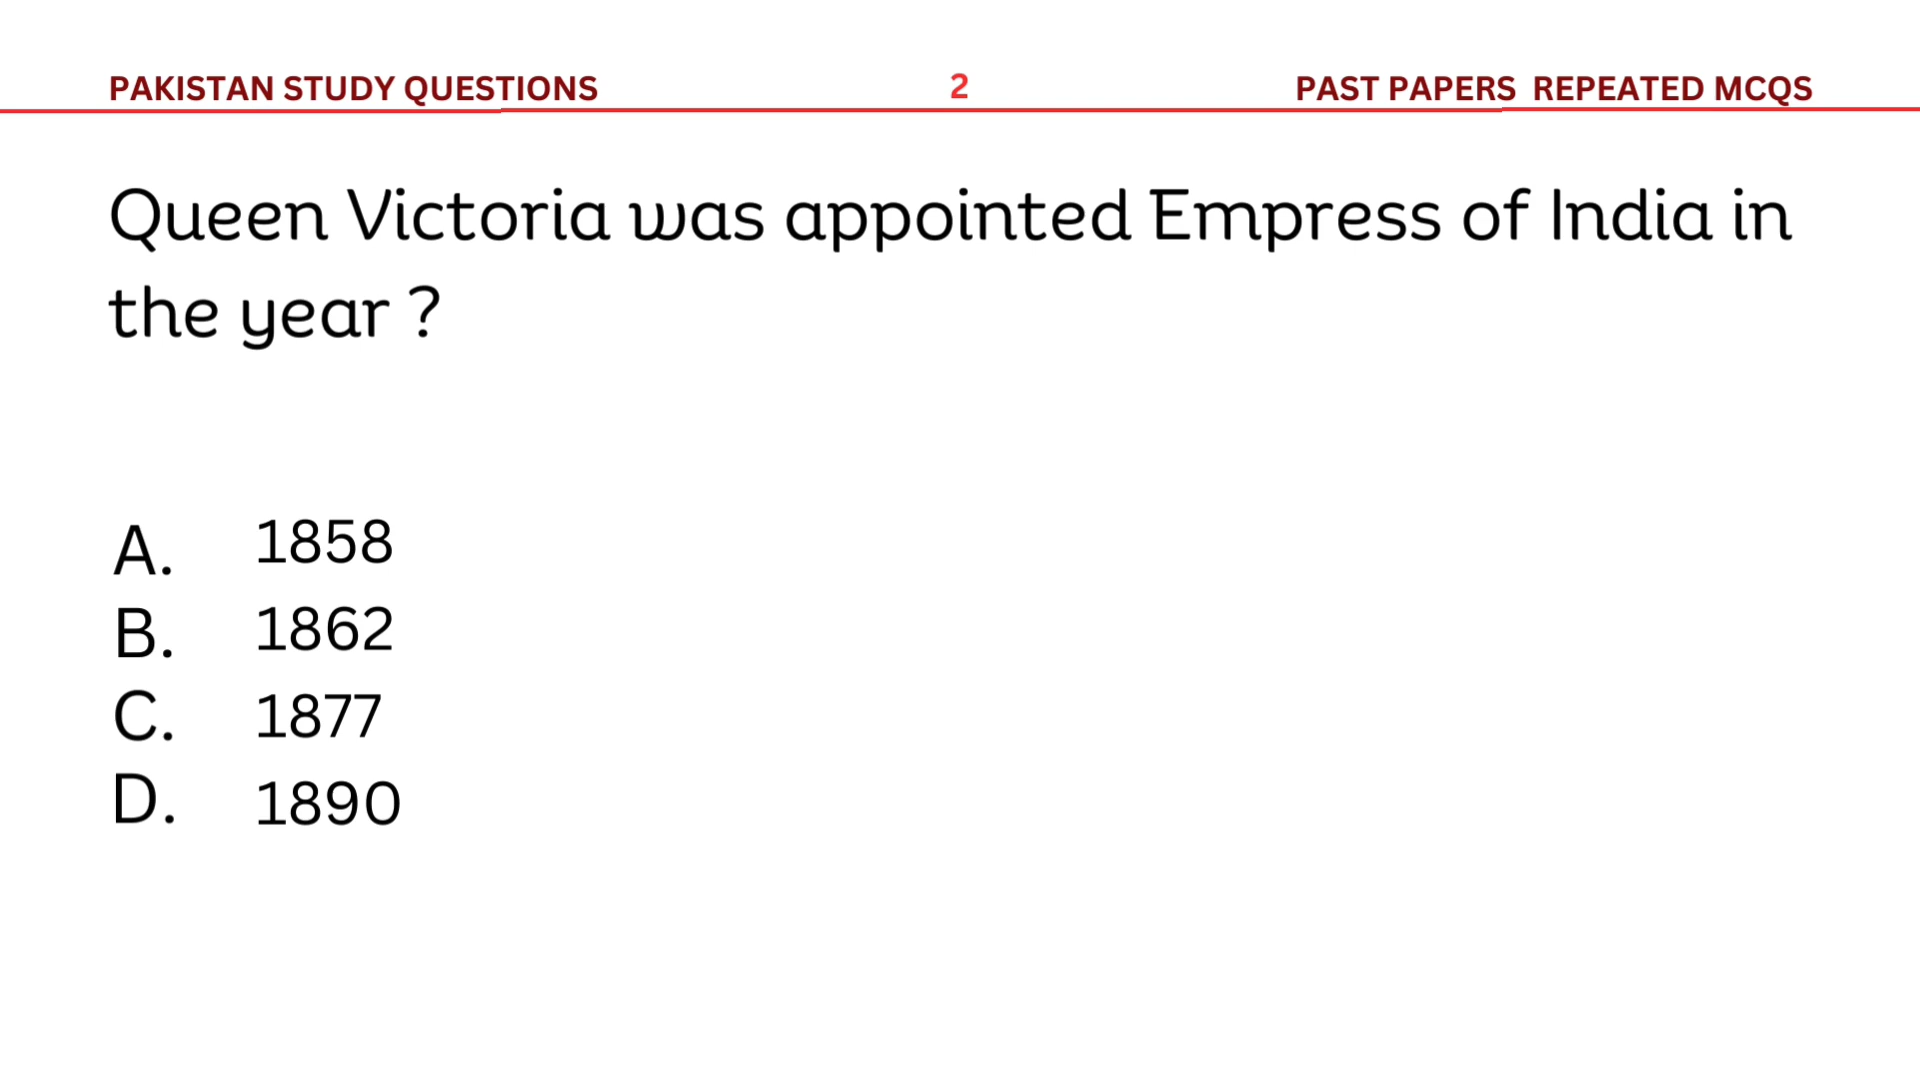 PAKISTAN STUDY QUESTIONS 2 PAST PAPERS REPEATED MCQS
Queen Victoria was appointed Empress of India in
the year ?
A. 1858
B. 1862
C. 1877
D. 1890